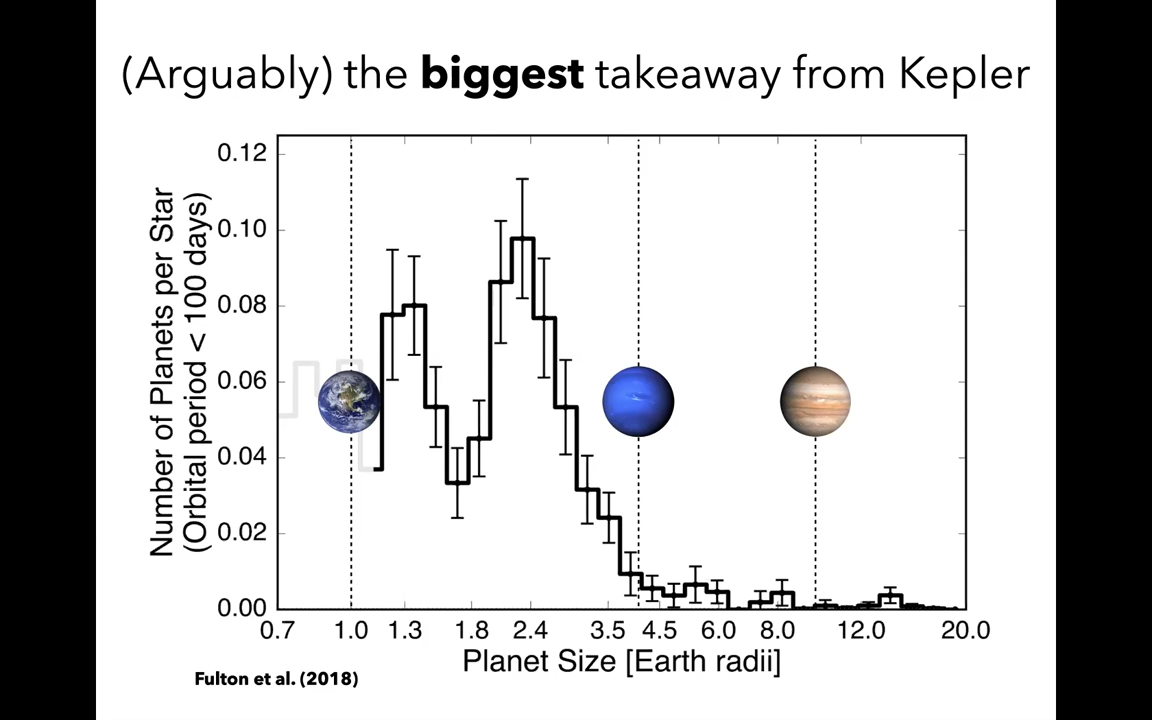 (Arguably) the biggest takeaway from Kepler
Number of Planets per Star
(Orbital period < 100 days)
0.12
0.10
0.08
0.06
0.04
0.02
0.00
0.7 1.0 1.3 1.8 2.4 3.5 4.5 6.0 8.0 12.0 20.0
Planet Size [Earth radii]
Fulton et al. (2018)